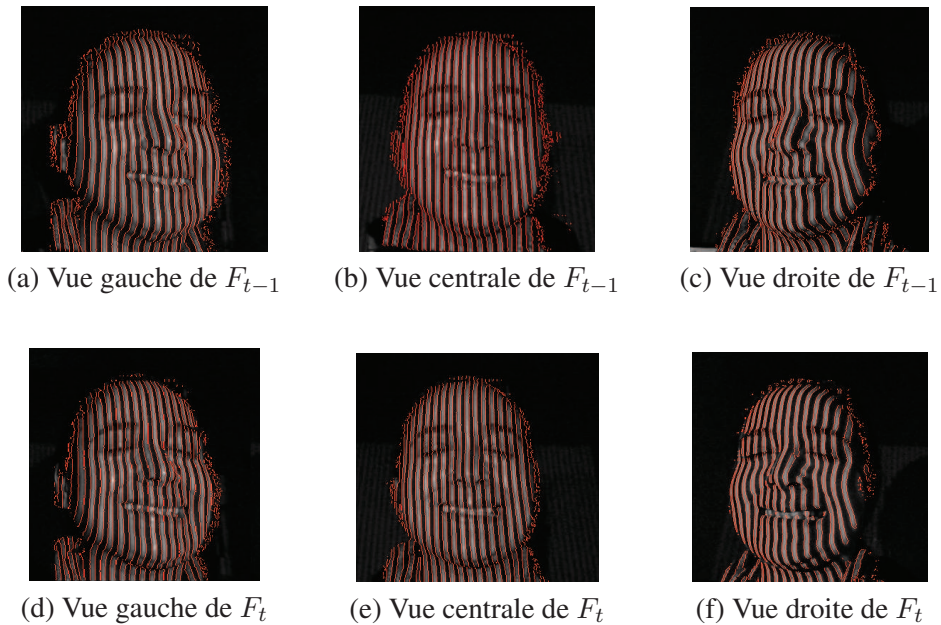 (a) Vue gauche de $F_{t-1}$
(b) Vue centrale de $F_{t-1}$
(c) Vue droite de $F_{t-1}$
(d) Vue gauche de $F_t$
(e) Vue centrale de $F_t$
(f) Vue droite de $F_t$